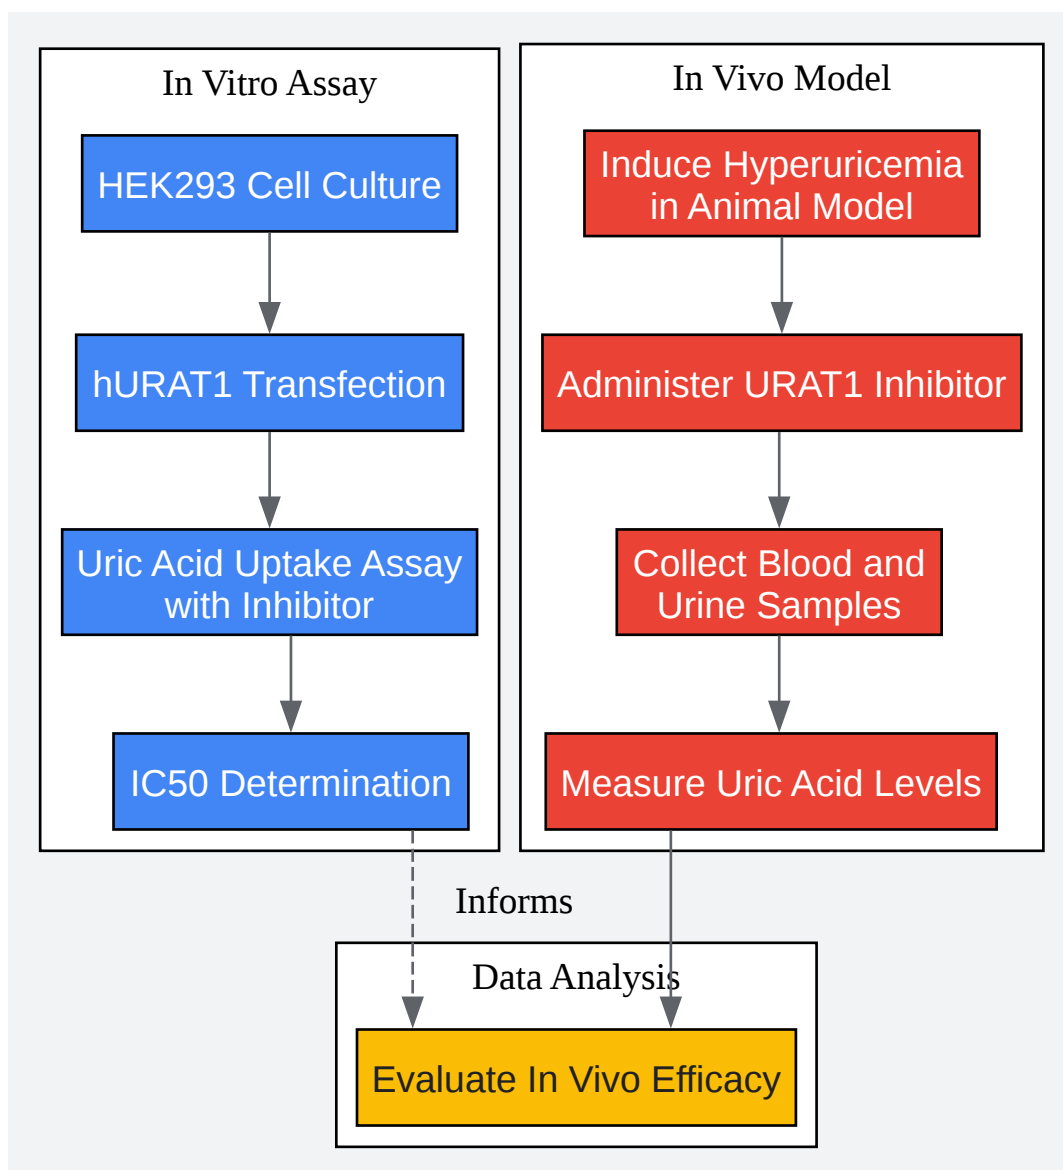 In Vitro Assay
HEK293 Cell Culture
hURAT1 Transfection
Uric Acid Uptake Assay
with Inhibitor
IC50 Determination
In Vivo Model
Induce Hyperuricemia
in Animal Model
Administer URAT1 Inhibitor
Collect Blood and
Urine Samples
Measure Uric Acid Levels
Informs
Data Analysis
Evaluate In Vivo Efficacy